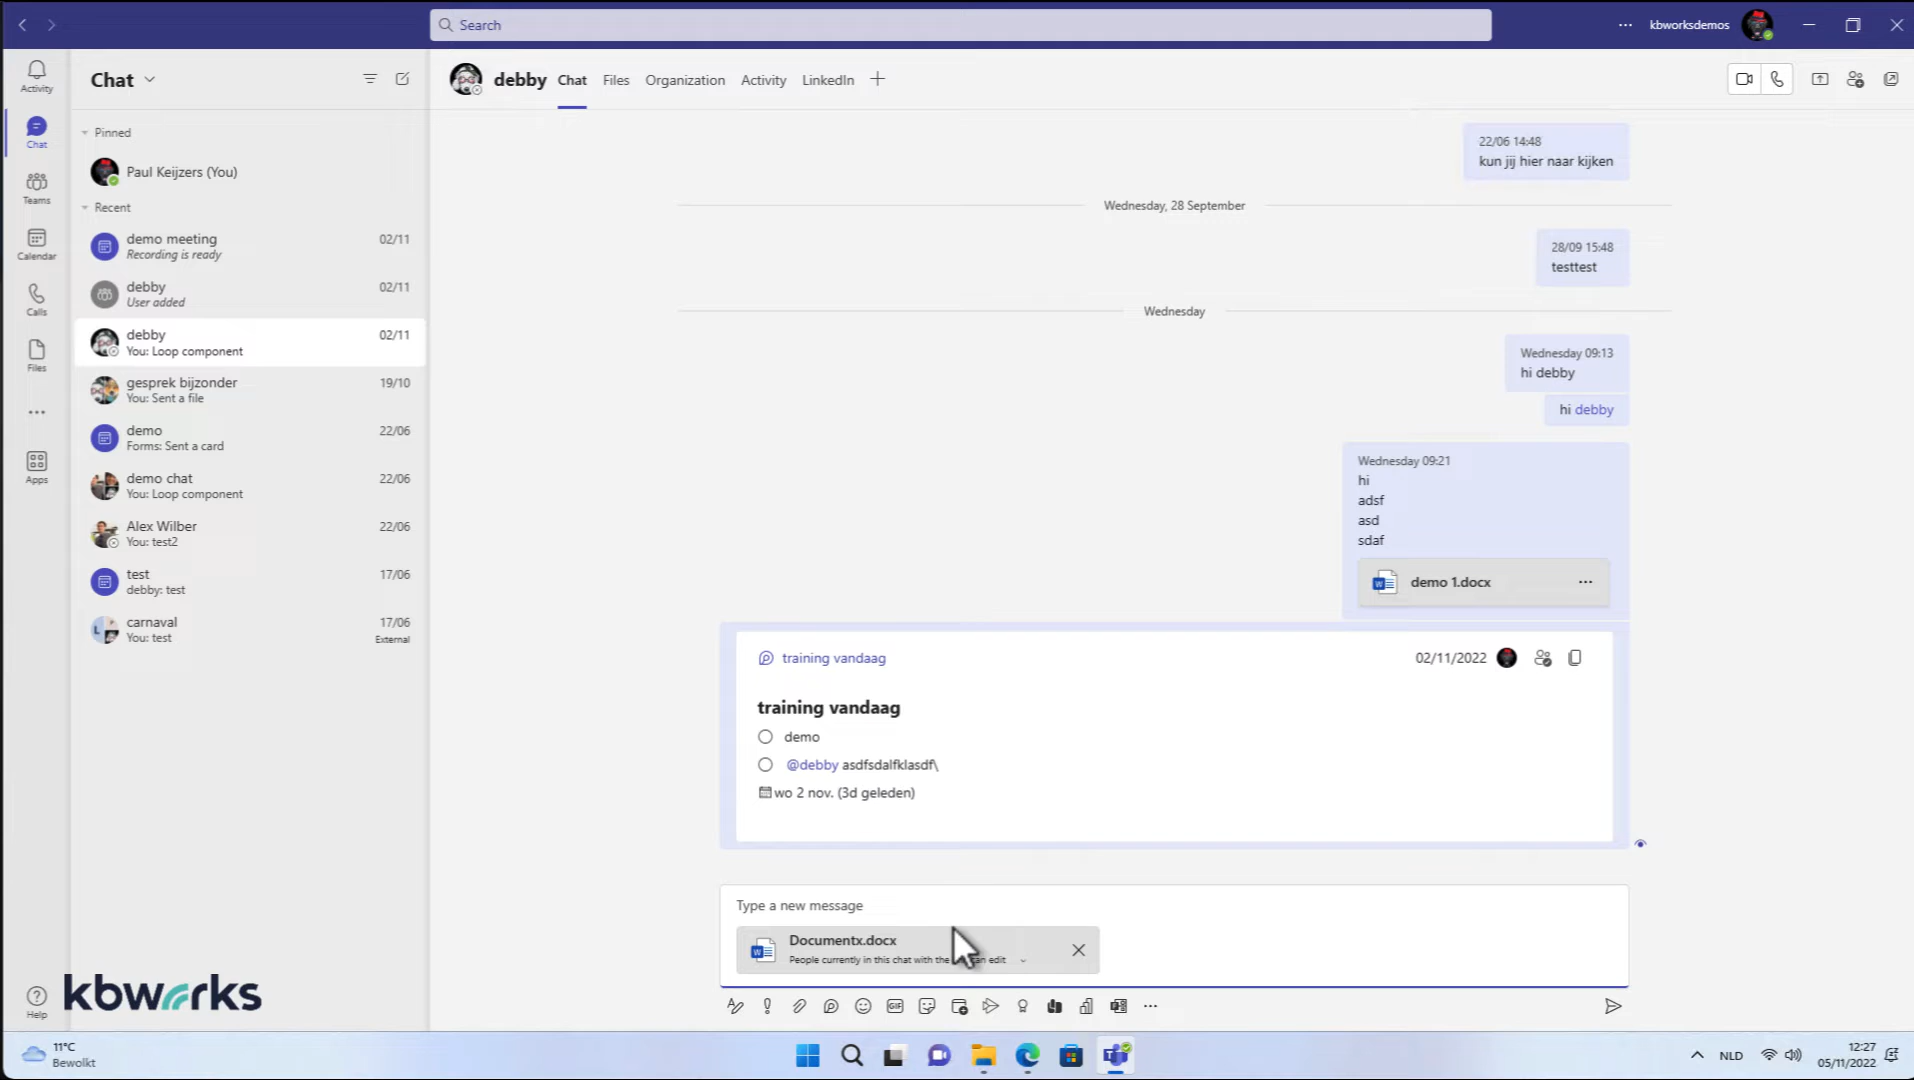 Search
kbworksdemos
Activity
Chat
Teams
Calendar
Calls
Files
Apps
Help
Chat
Pinned
Paul Keijzers (You)
Recent
demo meeting 02/11
Recording is ready
debby 02/11
User added
debby 02/11
You: Loop component
gesprek bijzonder 19/10
You: Sent a file
demo 22/06
Forms: Sent a card
demo chat 22/06
You: Loop component
Alex Wilber 22/06
You: test2
test 17/06
debby: test
L
carnaval 17/06
You: test External
kbworks
debby Chat Files Organization Activity LinkedIn
22/06 14:48
kun jij hier naar kijken
Wednesday, 28 September
28/09 15:48
testtest
Wednesday
Wednesday 09:13
hi debby
hi debby
Wednesday 09:21
hi
adsf
asd
sdaf
demo 1.docx
training vandaag 02/11/2022
training vandaag
demo
@debby asdfsdalfklasdf\
wo 2 nov. (3d geleden)
Type a new message
Documentx.docx
People currently in this chat with the edit
GIF
11°C
Bewolkt
NLD
12:27
05/11/2022